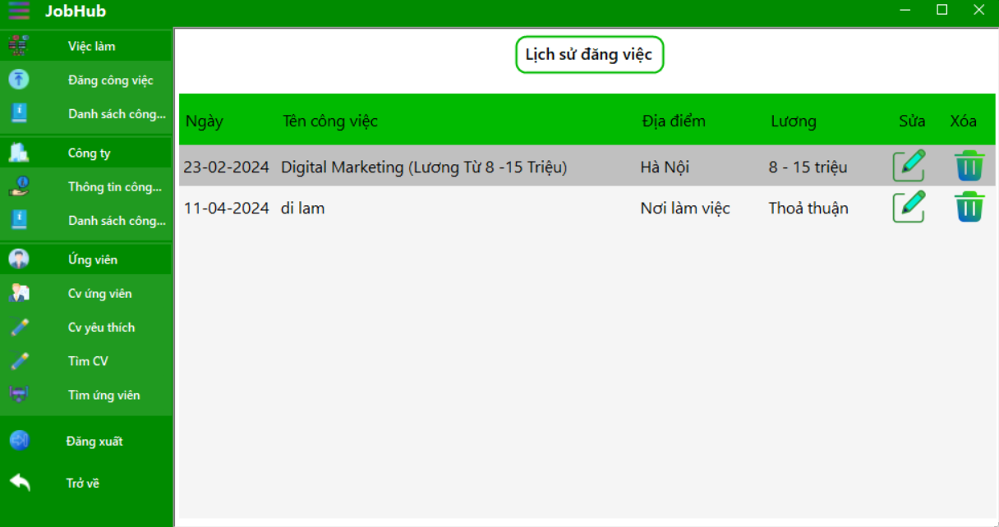 JobHub
Việc làm
Đăng công việc
Danh sách công...
Công ty
Thông tin công...
Danh sách công...
Ứng viên
Cv ứng viên
Cv yêu thích
Tìm CV
Tìm ứng viên
Đăng xuất
Trở về
Lịch sử đăng việc
Ngày Tên công việc Địa điểm Lương Sửa Xóa
23-02-2024 Digital Marketing (Lương Từ 8 -15 Triệu) Hà Nội 8 - 15 triệu
11-04-2024 di lam Nơi làm việc Thoả thuận